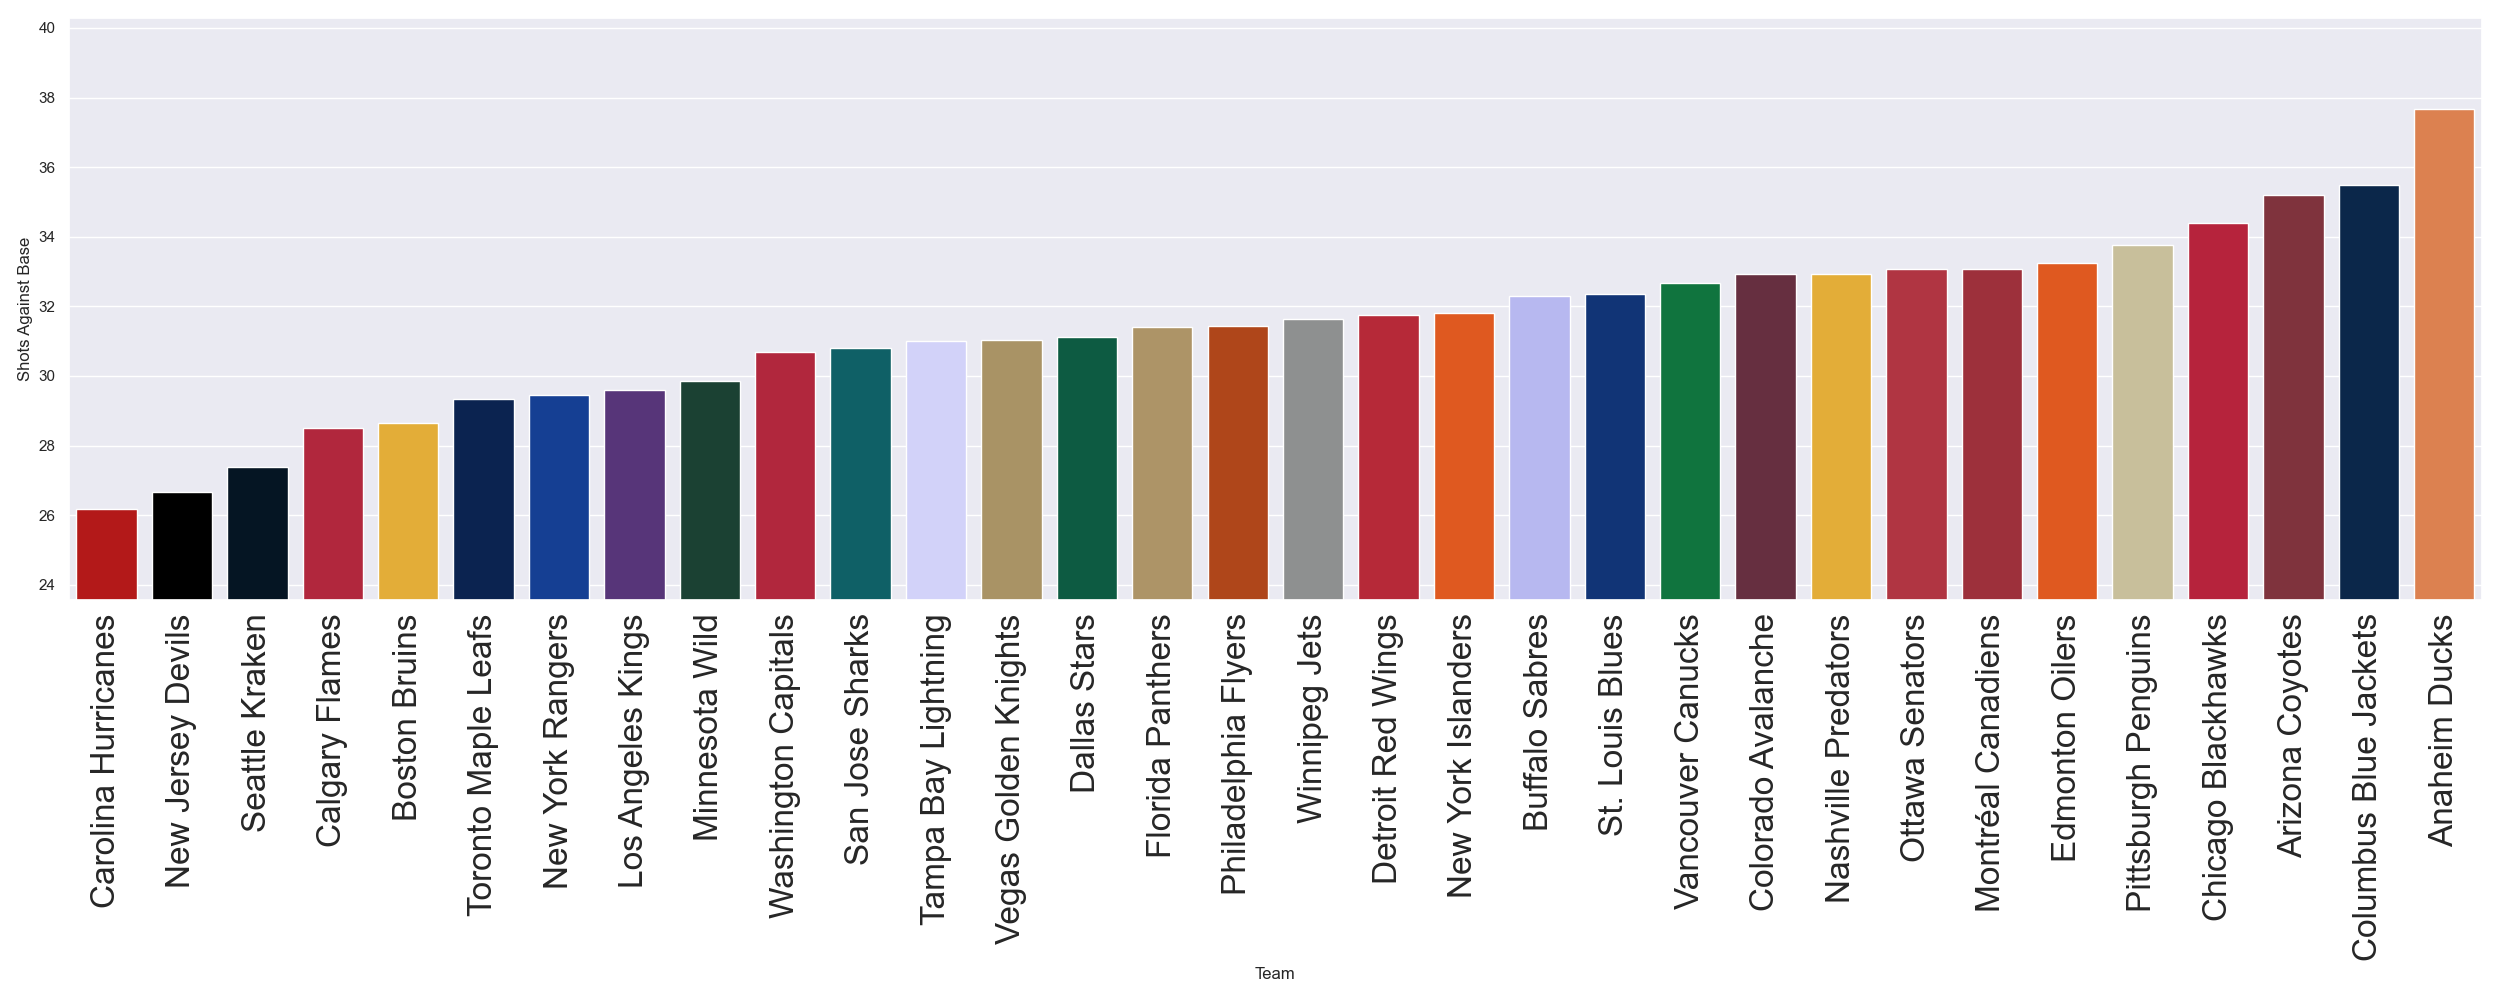 40
38
36
34
32
30
28
26
24
Shots Against Base
Carolina Hurricanes
New Jersey Devils
Seattle Kraken
Calgary Flames
Boston Bruins
Toronto Maple Leafs
New York Rangers
Los Angeles Kings
Minnesota Wild
Washington Capitals
San Jose Sharks
Tampa Bay Lightning
Vegas Golden Knights
Dallas Stars
Florida Panthers
Philadelphia Flyers
Winnipeg Jets
Detroit Red Wings
New York Islanders
Buffalo Sabres
St. Louis Blues
Vancouver Canucks
Colorado Avalanche
Nashville Predators
Ottawa Senators
Montréal Canadiens
Edmonton Oilers
Pittsburgh Penguins
Chicago Blackhawks
Arizona Coyotes
Columbus Blue Jackets
Anaheim Ducks
Team